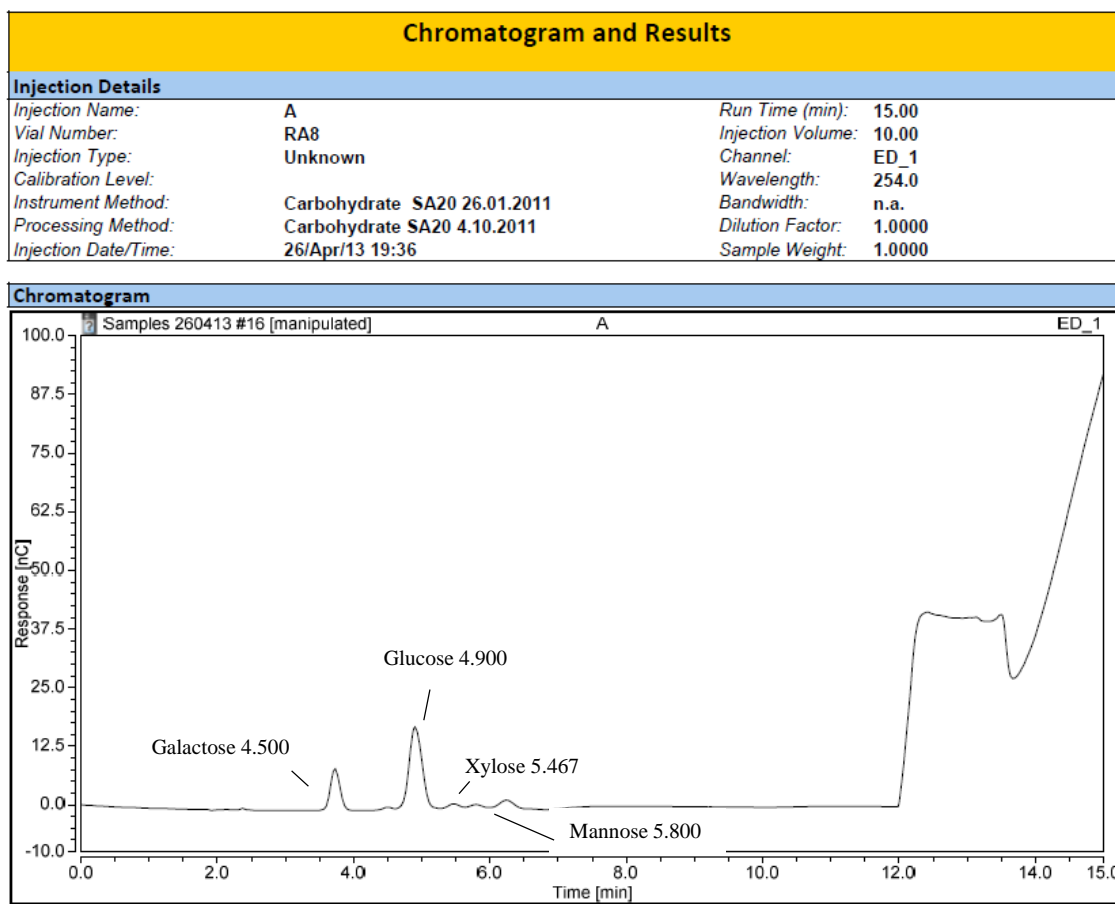 Chromatogram and Results
Injection Details
Injection Name: A Run Time (min): 15.00
Vial Number: RA8 Injection Volume: 10.00
Injection Type: Unknown Channel: ED_1
Calibration Level: Wavelength: 254.0
Instrument Method: Carbohydrate SA20 26.01.2011 Bandwidth: n.a.
Processing Method: Carbohydrate SA20 4.10.2011 Dilution Factor: 1.0000
Injection Date/Time: 26/Apr/13 19:36 Sample Weight: 1.0000
Chromatogram
? Samples 260413 #16 [manipulated] A ED_1
100.0
87.5
75.0
62.5
50.0
37.5
25.0
12.5
0.0
-10.0
Response [nC]
Glucose 4.900
Galactose 4.500
Xylose 5.467
Mannose 5.800
0.0 2.0 4.0 6.0 8.0 10.0 12.0 14.0 15.0
Time [min]